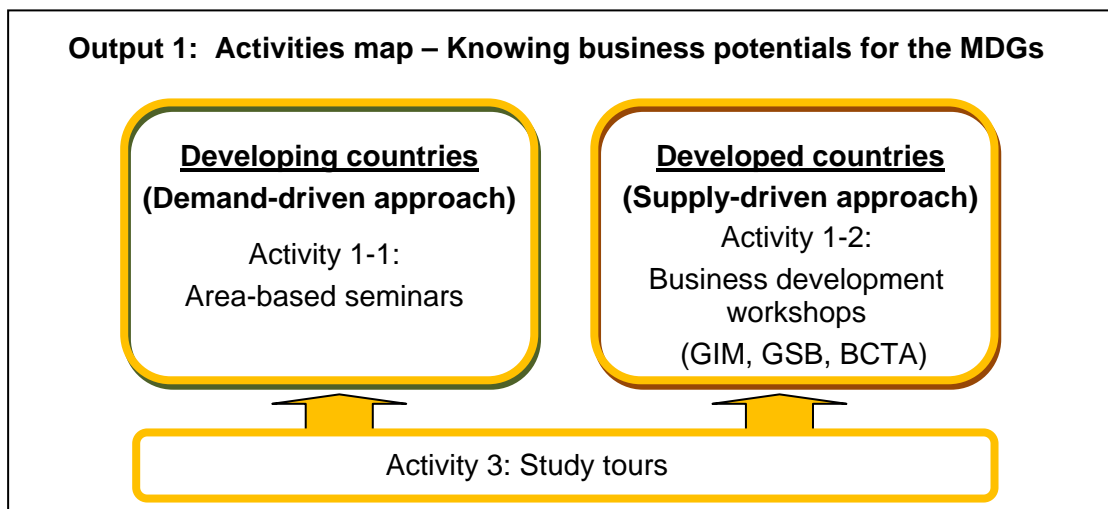 Output 1: Activities map – Knowing business potentials for the MDGs
Developing countries
(Demand-driven approach)
Activity 1-1:
Area-based seminars
Developed countries
(Supply-driven approach)
Activity 1-2:
Business development
workshops
(GIM, GSB, BCTA)
Activity 3: Study tours